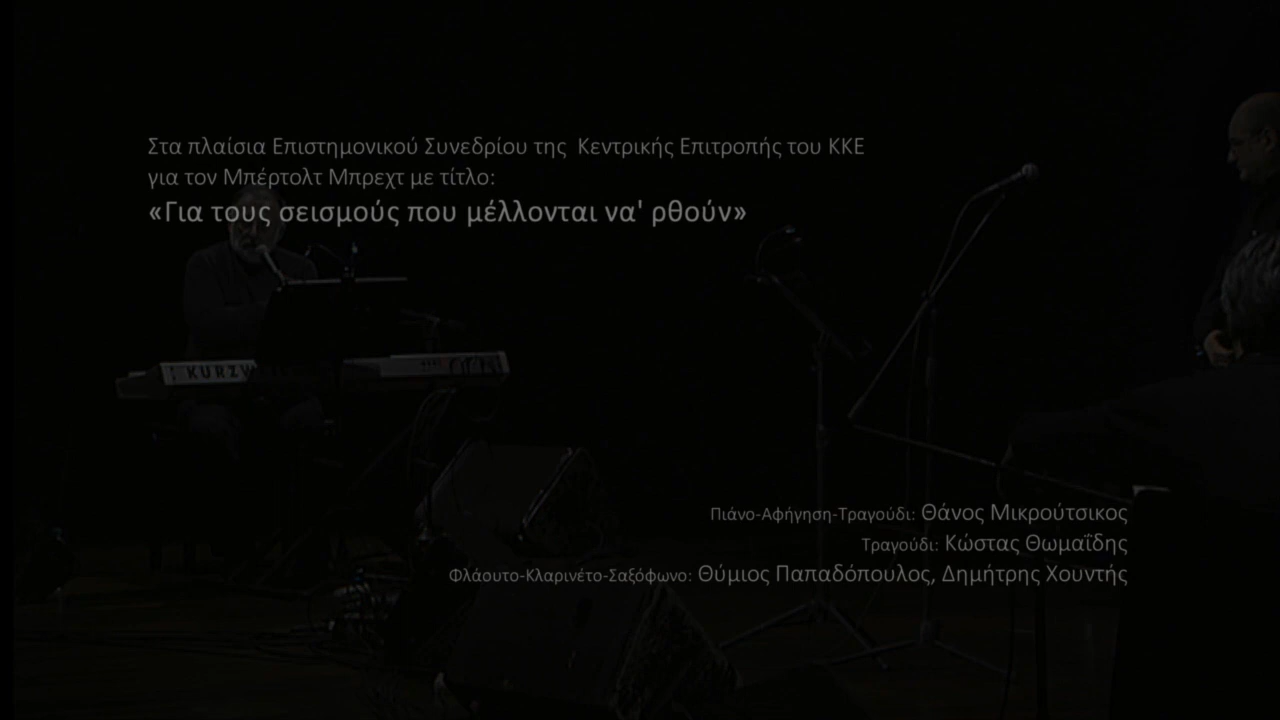 Στα πλαίσια Επιστημονικού Συνεδρίου της Κεντρικής Επιτροπής του ΚΚΕ
για τον Μπέρτολτ Μπρεχτ με τίτλο:
«Για τους σεισμούς που μέλλονται να' ρθούν»
KURZW
Πιάνο-Αφήγηση-Τραγούδι: Θάνος Μικρούτσικος
Τραγούδι: Κώστας Θωμαΐδης
Φλάουτο-Κλαρινέτο-Σαξόφωνο: Θύμιος Παπαδόπουλος, Δημήτρης Χουντής